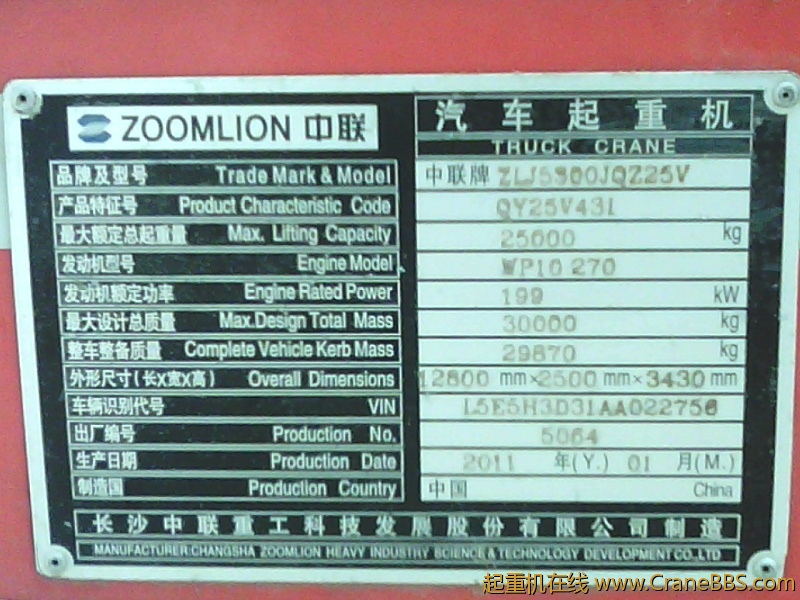 ZOOMLION 中联
汽车起重机
TRUCK CRANE
品牌及型号 Trade Mark & Model 中联牌 ZLJ5300JQZ25V
产品特征号 Product Characteristic Code QY25V431
最大额定总起重量 Max. Lifting Capacity 25000 kg
发动机型号 Engine Model WP10 270
发动机额定功率 Engine Rated Power 199 kW
最大设计总质量 Max.Design Total Mass 30000 kg
整车整备质量 Complete Vehicle Kerb Mass 29870 kg
外形尺寸(长X宽X高) Overall Dimensions 12800 mm×2500 mm×3430 mm
车辆识别代号 VIN L5E5H3D31AA022756
出厂编号 Production No. 5064
生产日期 Production Date 2011 年(Y.) 01 月(M.)
制造国 Production Country 中国 China
长沙中联重工科技发展股份有限公司制造
MANUFACTURER:CHANGSHA ZOOMLION HEAVY INDUSTRY SCIENCE & TECHNOLOGY DEVELOPMENT CO.,LTD
起重机在线 www.CraneBBS.com